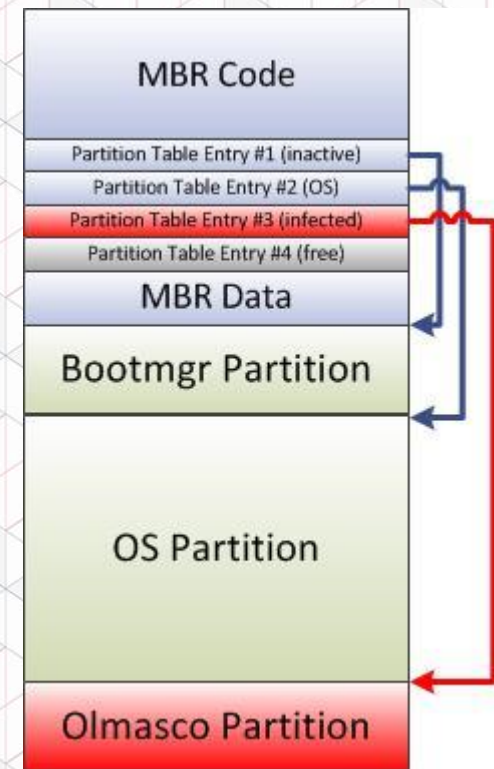 MBR Code
Partition Table Entry #1 (inactive)
Partition Table Entry #2 (OS)
Partition Table Entry #3 (infected)
Partition Table Entry #4 (free)
MBR Data
Bootmgr Partition
OS Partition
Olmasco Partition